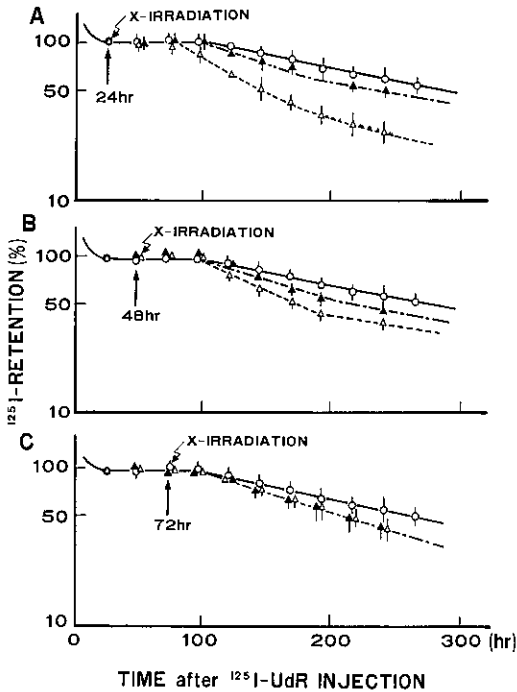 A
X-IRRADIATION
100
24hr
50
10
B
X-IRRADIATION
100
48hr
50
10
C
X-IRRADIATION
100
72hr
50
10
¹²⁵I-RETENTION (%)
0 100 200 300 (hr)
TIME after ¹²⁵I-UdR INJECTION